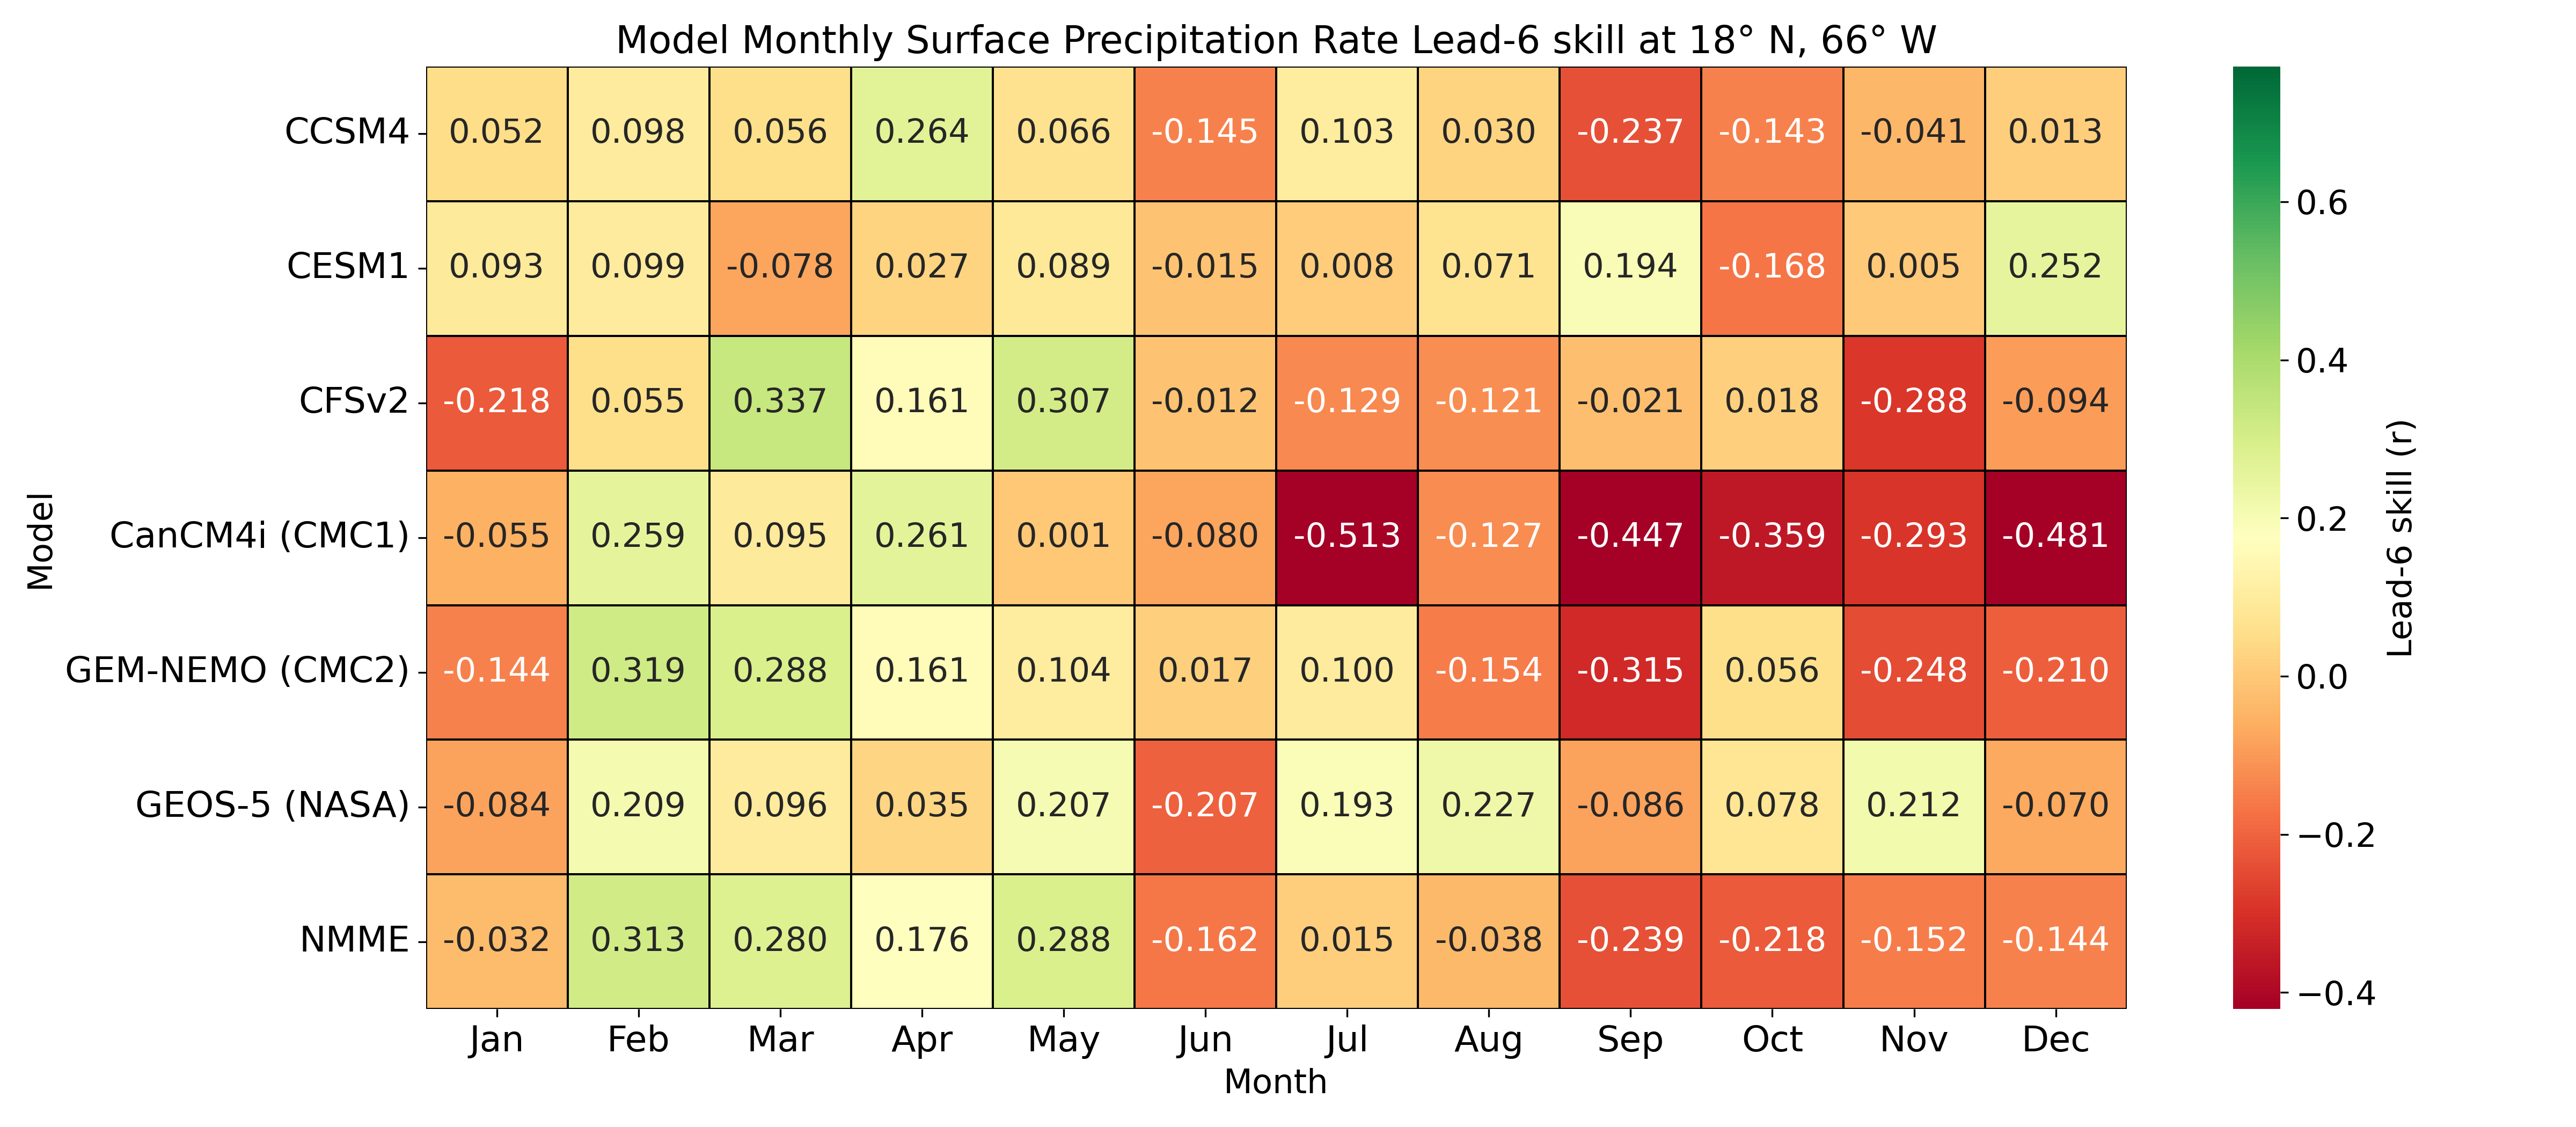 Model Monthly Surface Precipitation Rate Lead-6 skill at 18° N, 66° W
CCSM4 0.052 0.098 0.056 0.264 0.066 -0.145 0.103 0.030 -0.237 -0.143 -0.041 0.013
CESM1 0.093 0.099 -0.078 0.027 0.089 -0.015 0.008 0.071 0.194 -0.168 0.005 0.252
CFSv2 -0.218 0.055 0.337 0.161 0.307 -0.012 -0.129 -0.121 -0.021 0.018 -0.288 -0.094
CanCM4i (CMC1) -0.055 0.259 0.095 0.261 0.001 -0.080 -0.513 -0.127 -0.447 -0.359 -0.293 -0.481
GEM-NEMO (CMC2) -0.144 0.319 0.288 0.161 0.104 0.017 0.100 -0.154 -0.315 0.056 -0.248 -0.210
GEOS-5 (NASA) -0.084 0.209 0.096 0.035 0.207 -0.207 0.193 0.227 -0.086 0.078 0.212 -0.070
NMME -0.032 0.313 0.280 0.176 0.288 -0.162 0.015 -0.038 -0.239 -0.218 -0.152 -0.144
Jan Feb Mar Apr May Jun Jul Aug Sep Oct Nov Dec
Month
Model
0.6
0.4
0.2
0.0
−0.2
−0.4
Lead-6 skill (r)